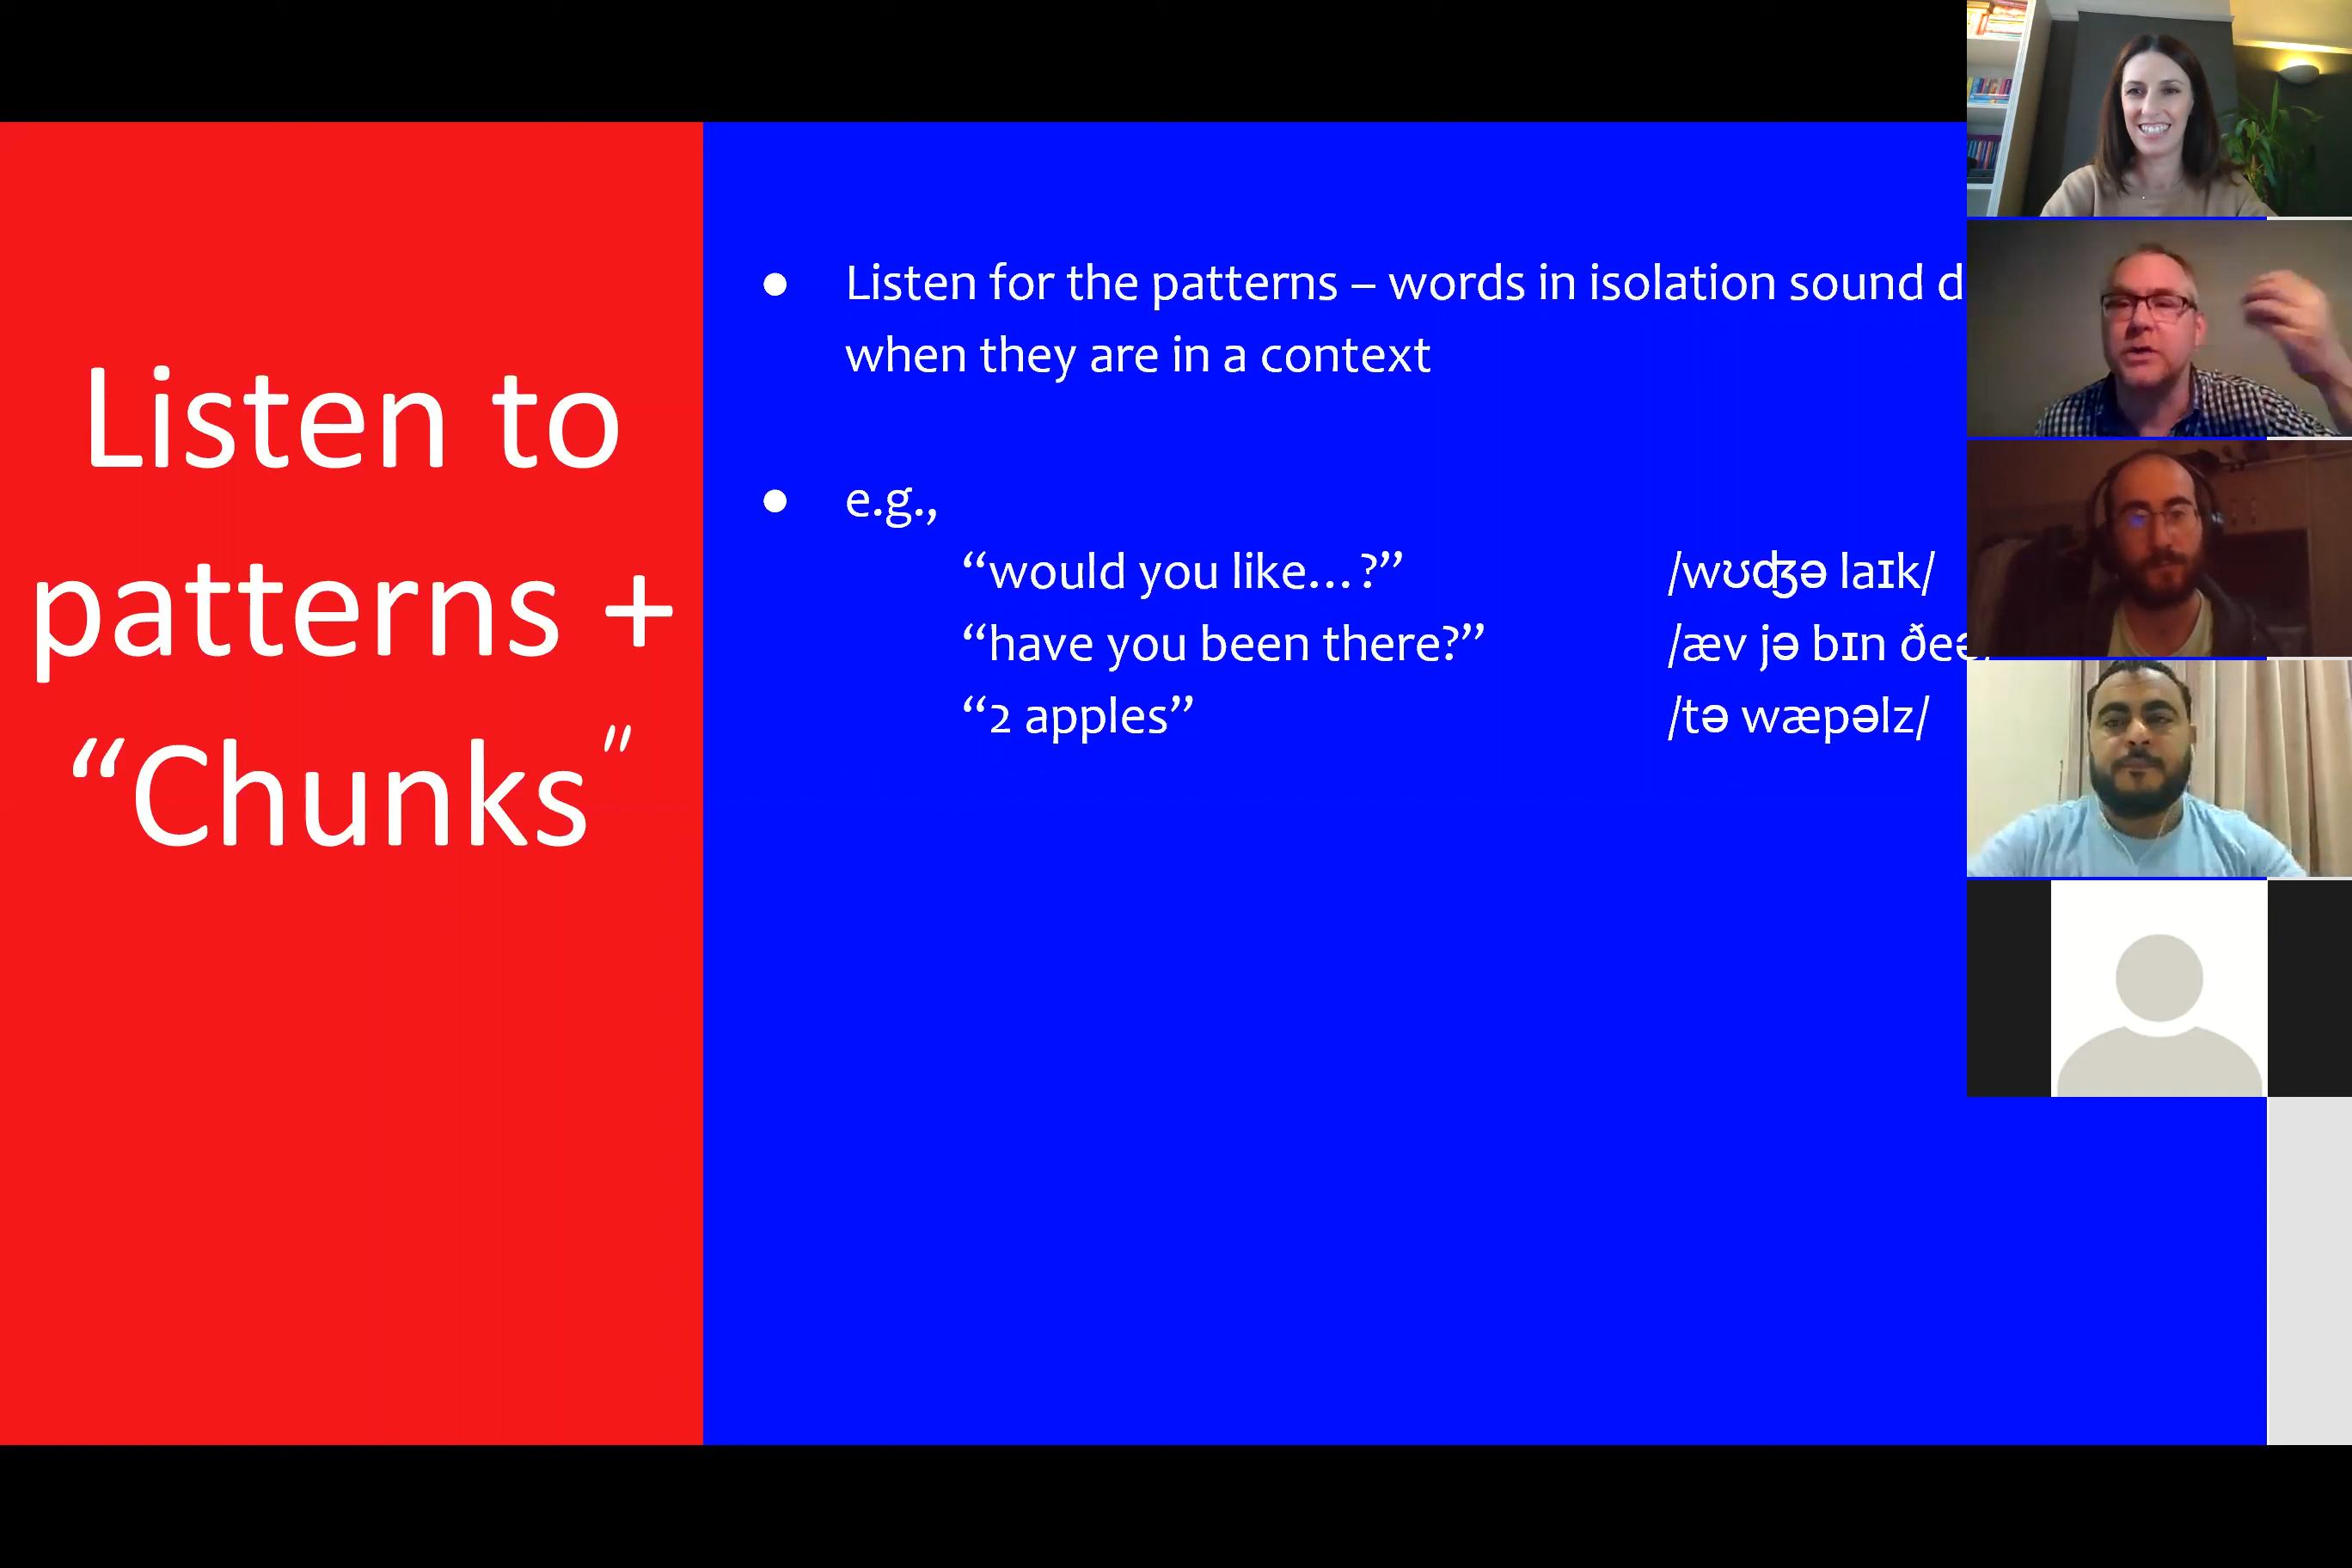 Listen to
patterns +
“Chunks"
● Listen for the patterns – words in isolation sound
when they are in a context
● e.g.,
“would you like…?” /wʊʤə laɪk/
“have you been there?” /æv jə bɪn
“2 apples” /tə wæpəlz/